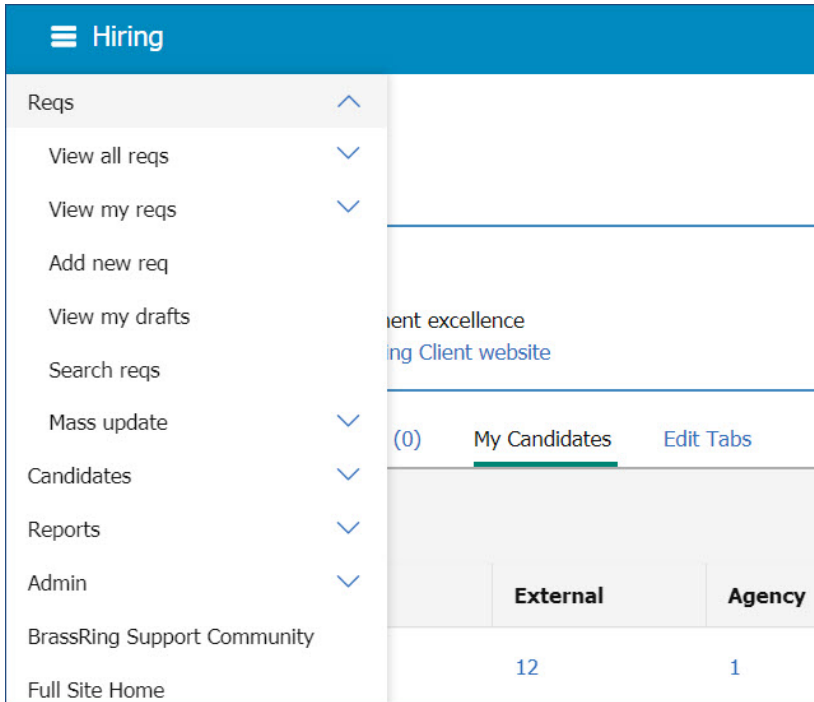 Hiring
Reqs
View all reqs
View my reqs
Add new req
View my drafts
Search reqs
Mass update
Candidates
Reports
Admin
BrassRing Support Community
Full Site Home
excellence
Client website
(0) My Candidates Edit Tabs
External Agency
12 1